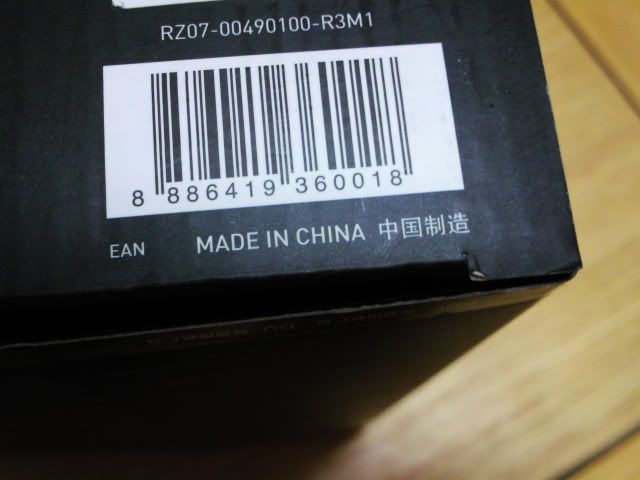 RZ07-00490100-R3M1
8 886419 360018
EAN MADE IN CHINA 中国制造